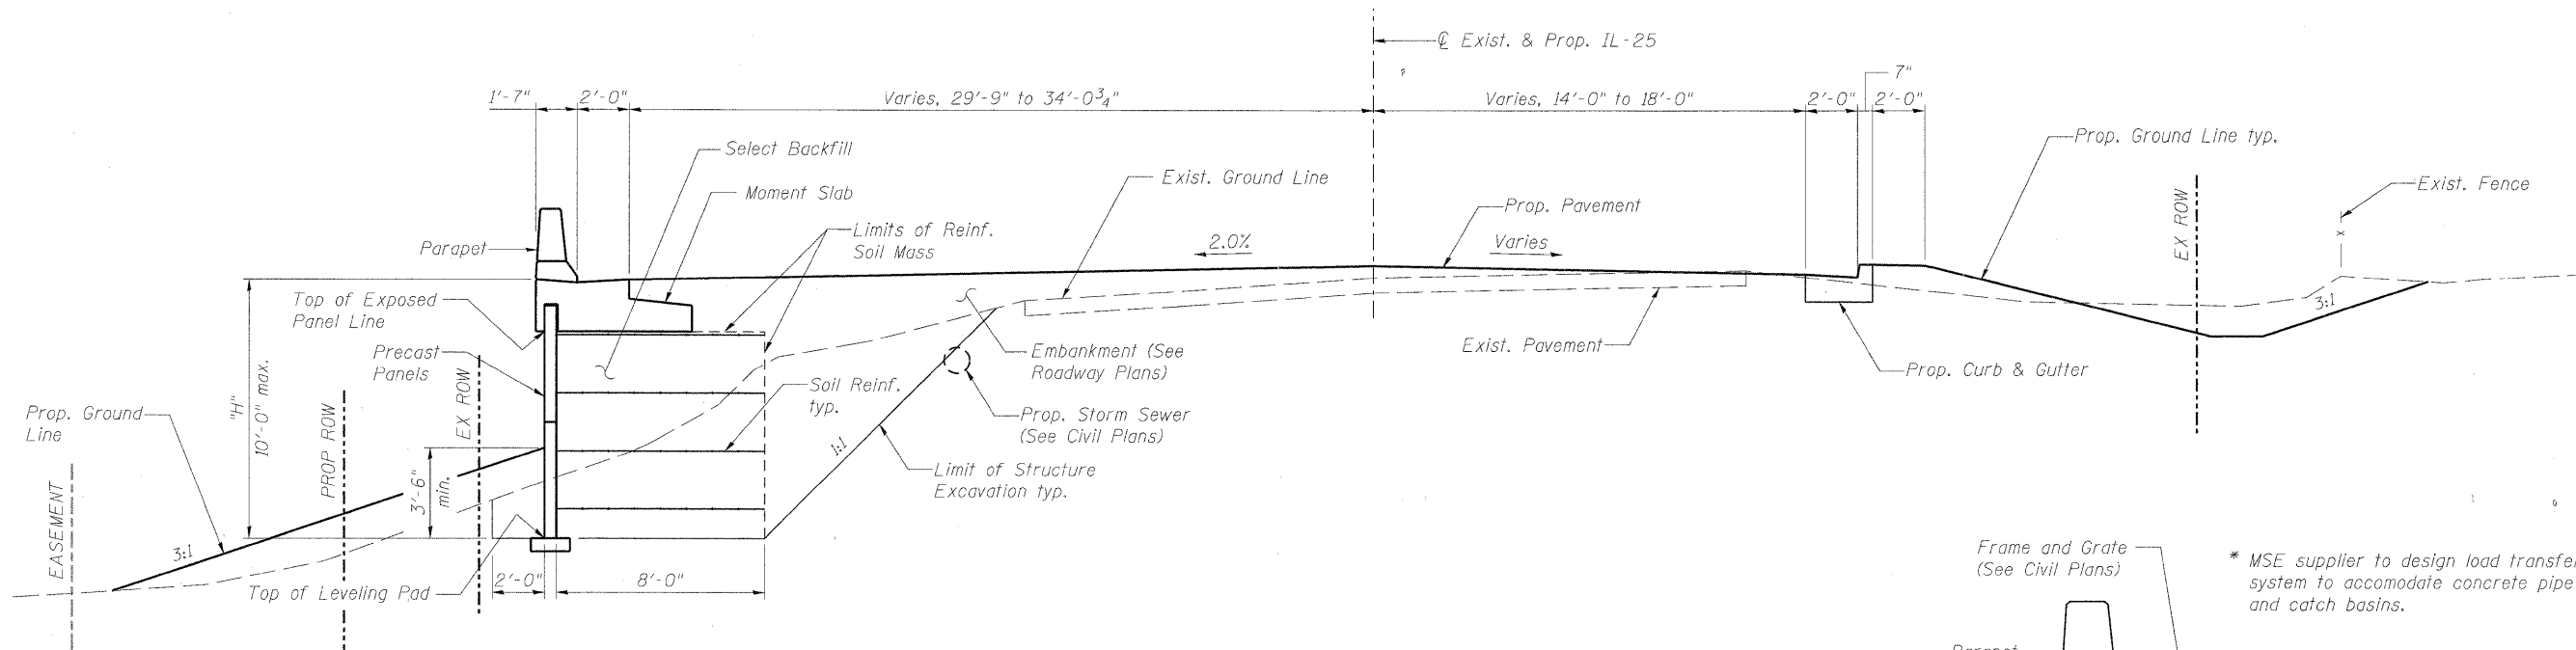 ℄ Exist. & Prop. IL-25
7"
1'-7"
2'-0"
Varies, 29'-9" to 34'-0¾"
Varies, 14'-0" to 18'-0"
2'-0"
2'-0"
Select Backfill
Moment Slab
Prop. Ground Line typ.
Exist. Ground Line
Exist. Fence
Prop. Pavement
EX ROW
x
Parapet
Limits of Reinf.
Soil Mass
2.0%
Varies
Top of Exposed
Panel Line
3:1
Precast
Panels
Embankment (See
Roadway Plans)
Exist. Pavement
Prop. Curb & Gutter
"H"
10'-0" max.
Soil Reinf.
typ.
Prop. Storm Sewer
(See Civil Plans)
Prop. Ground
Line
PROP ROW
EX ROW
1:1
Limit of Structure
Excavation typ.
3'-6"
min.
EASEMENT
3:1
2'-0"
8'-0"
Top of Leveling Pad
Frame and Grate
(See Civil Plans)
* MSE supplier to design load transfer
system to accomodate concrete pipe
and catch basins.
Parapet